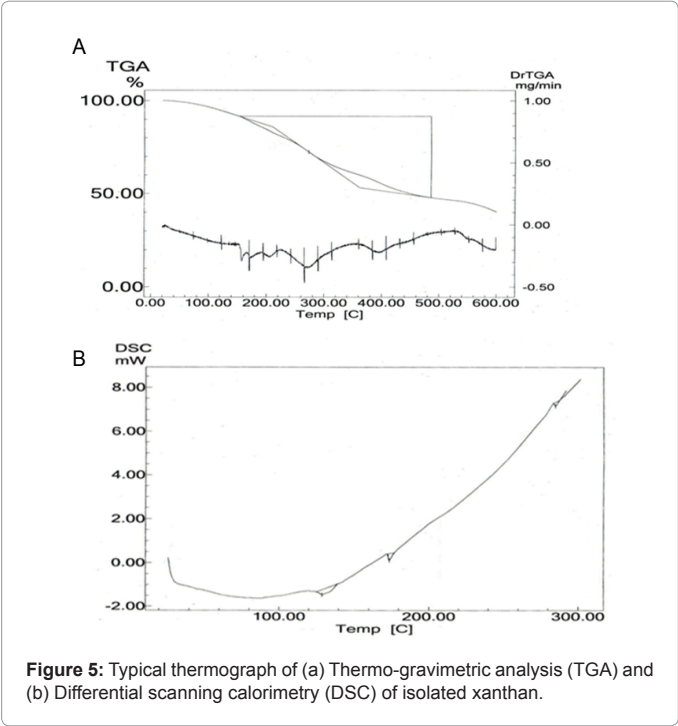 A
TGA
%
DrTGA
mg/min
100.00
50.00
0.00
1.00
0.50
0.00
-0.50
0.00 100.00 200.00 300.00 400.00 500.00 600.00
Temp [C]
B
DSC
mW
8.00
6.00
4.00
2.00
0.00
-2.00
100.00 200.00 300.00
Temp [C]
Figure 5: Typical thermograph of (a) Thermo-gravimetric analysis (TGA) and
(b) Differential scanning calorimetry (DSC) of isolated xanthan.